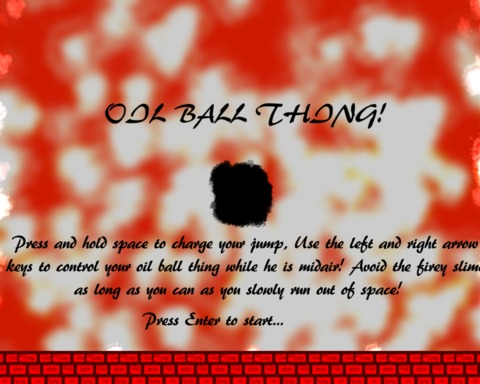 OIL BALL THING!
Press and hold space to charge your jump, Use the left and right arrow
keys to control your oil ball thing while he is midair! Avoid the firey slime
as long as you can as you slowly run out of space!
Press Enter to start...